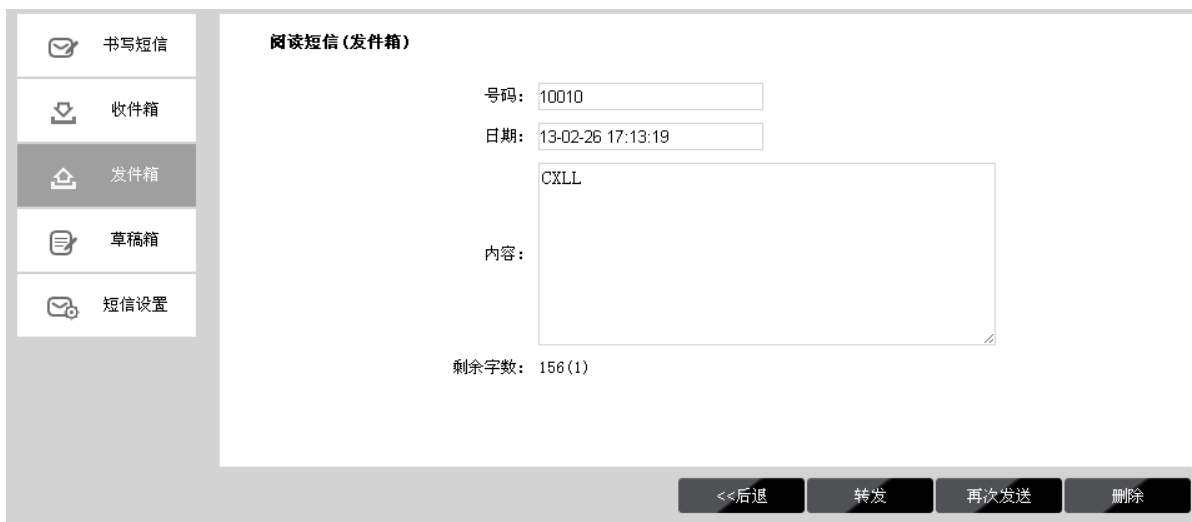 书写短信
收件箱
发件箱
草稿箱
短信设置
阅读短信(发件箱)
号码: 10010
日期: 13-02-26 17:13:19
内容: CXLL
剩余字数: 156(1)
<<后退 转发 再次发送 删除